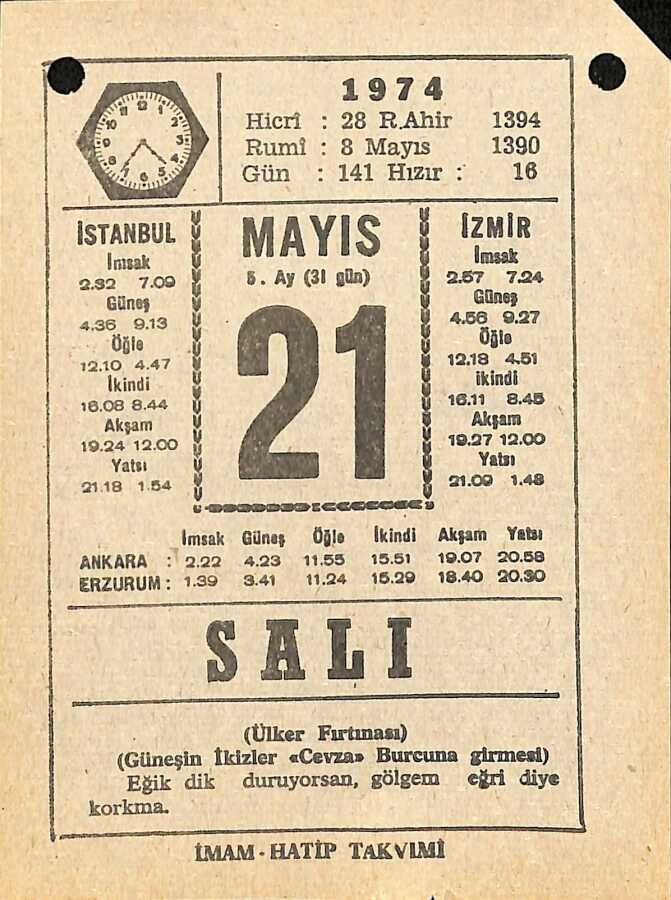 1974
Hicrî : 28 R.Ahir 1394
Rumî : 8 Mayıs 1390
Gün : 141 Hızır : 16
İSTANBUL
İmsak
2.32 7.09
Güneş
4.36 9.13
Öğle
12.10 4.47
İkindi
16.08 8.44
Akşam
19.24 12.00
Yatsı
21.18 1.54
MAYIS
5. Ay (31 gün)
21
İZMİR
İmsak
2.57 7.24
Güneş
4.56 9.27
Öğle
12.18 4.51
ikindi
16.11 8.45
Akşam
19.27 12.00
Yatsı
21.09 1.48
İmsak Güneş Öğle İkindi Akşam Yatsı
ANKARA : 2.22 4.23 11.55 15.51 19.07 20.58
ERZURUM : 1.39 3.41 11.24 15.29 18.40 20.30
SALI
(Ülker Fırtınası)
(Güneşin İkizler «Cevza» Burcuna girmesi)
Eğik dik duruyorsan, gölgem eğri diye
korkma.
İMAM - HATİP TAKVİMİ